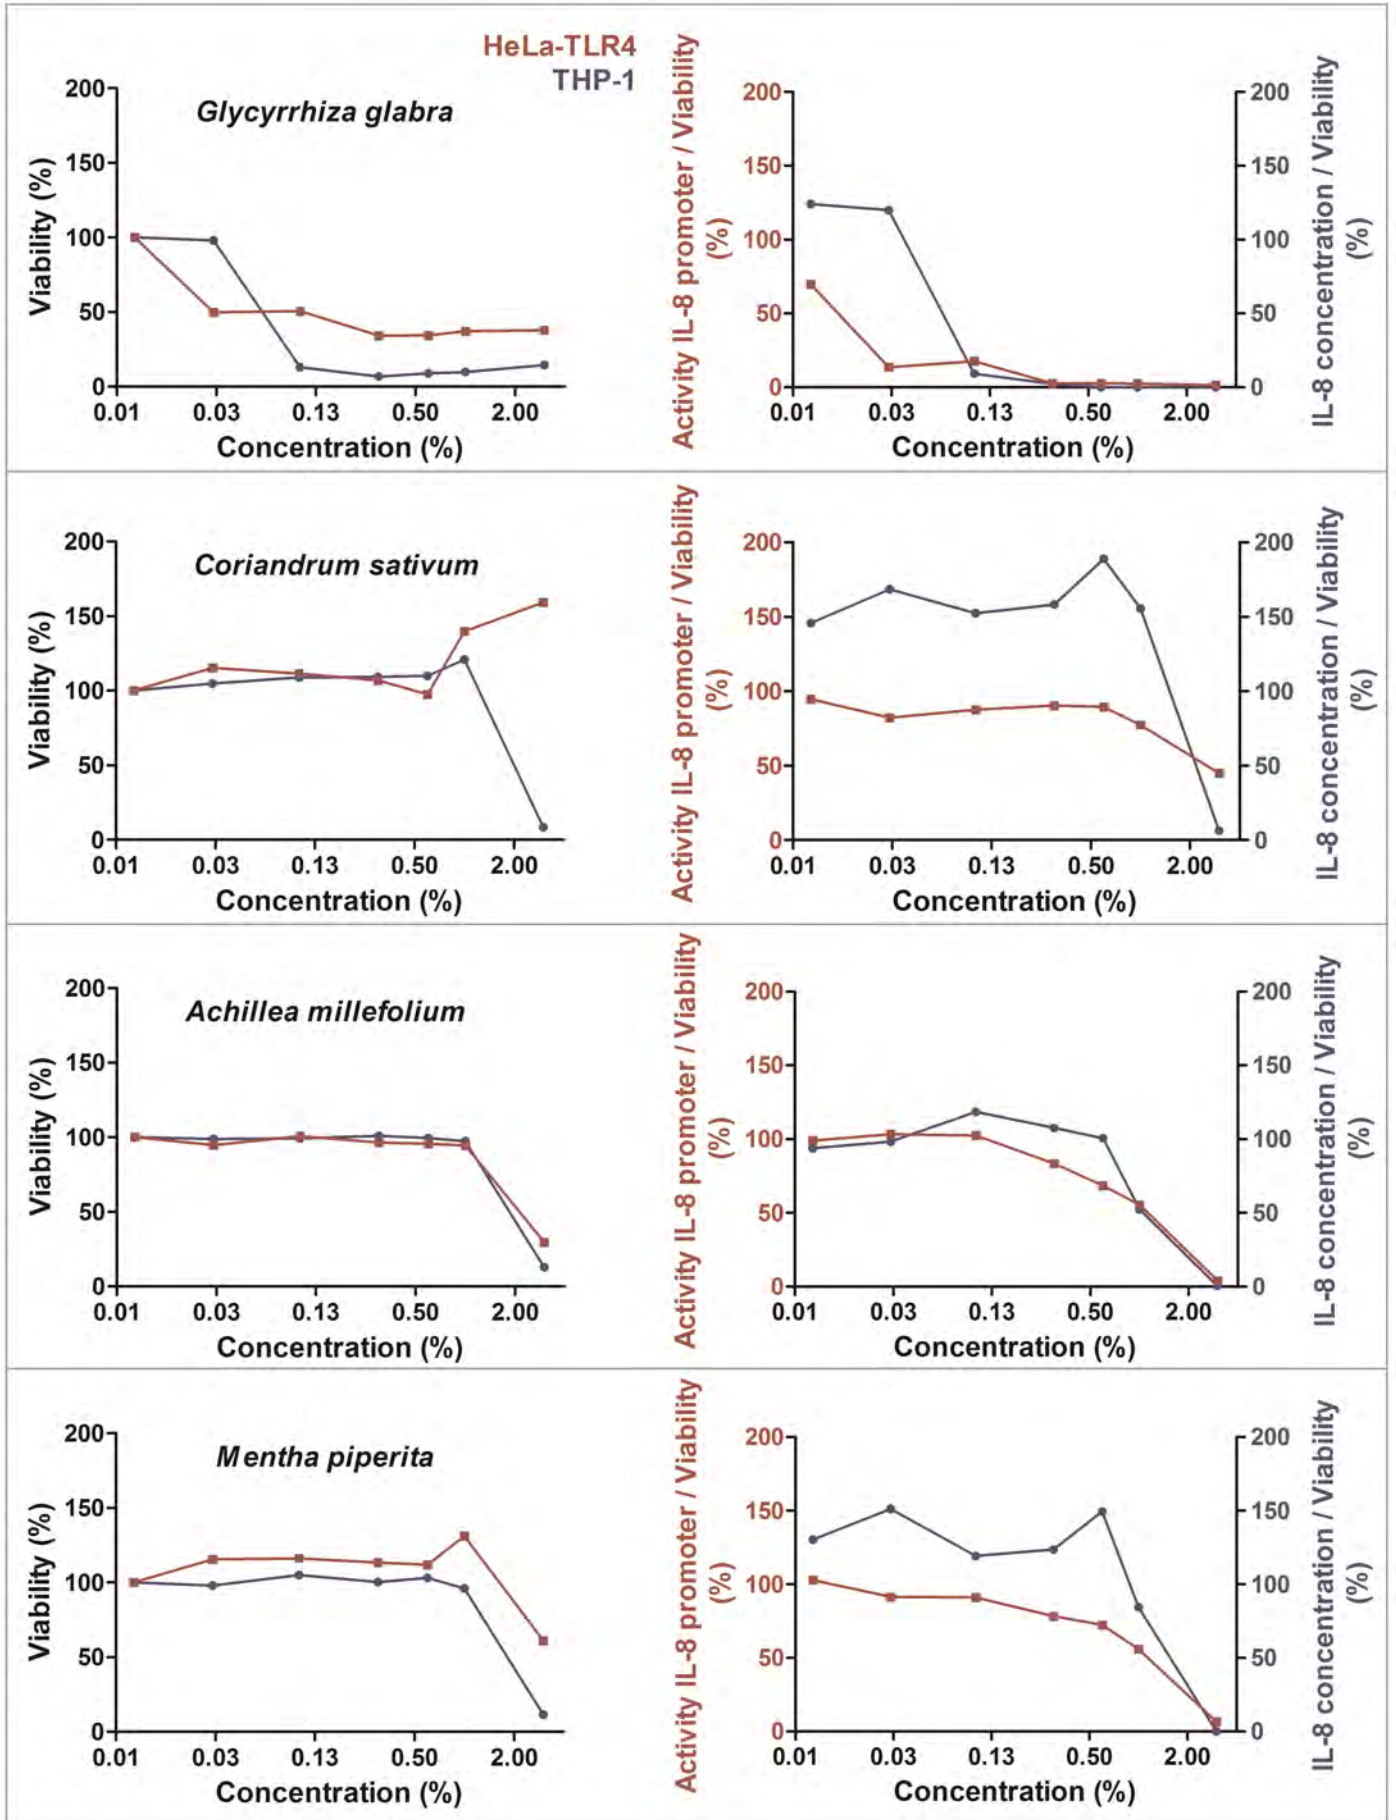 HeLa-TLR4
THP-1
Glycyrrhiza glabra
Viability (%)
200
150
100
50
0
0.01 0.03 0.13 0.50 2.00
Concentration (%)
Activity IL-8 promoter / Viability
(%)
200
150
100
50
0
0.01 0.03 0.13 0.50 2.00
Concentration (%)
200
150
100
50
0
IL-8 concentration / Viability
(%)
Coriandrum sativum
Viability (%)
200
150
100
50
0
0.01 0.03 0.13 0.50 2.00
Concentration (%)
Activity IL-8 promoter / Viability
(%)
200
150
100
50
0
0.01 0.03 0.13 0.50 2.00
Concentration (%)
200
150
100
50
0
IL-8 concentration / Viability
(%)
Achillea millefolium
Viability (%)
200
150
100
50
0
0.01 0.03 0.13 0.50 2.00
Concentration (%)
Activity IL-8 promoter / Viability
(%)
200
150
100
50
0
0.01 0.03 0.13 0.50 2.00
Concentration (%)
200
150
100
50
0
IL-8 concentration / Viability
(%)
Mentha piperita
Viability (%)
200
150
100
50
0
0.01 0.03 0.13 0.50 2.00
Concentration (%)
Activity IL-8 promoter / Viability
(%)
200
150
100
50
0
0.01 0.03 0.13 0.50 2.00
Concentration (%)
200
150
100
50
0
IL-8 concentration / Viability
(%)